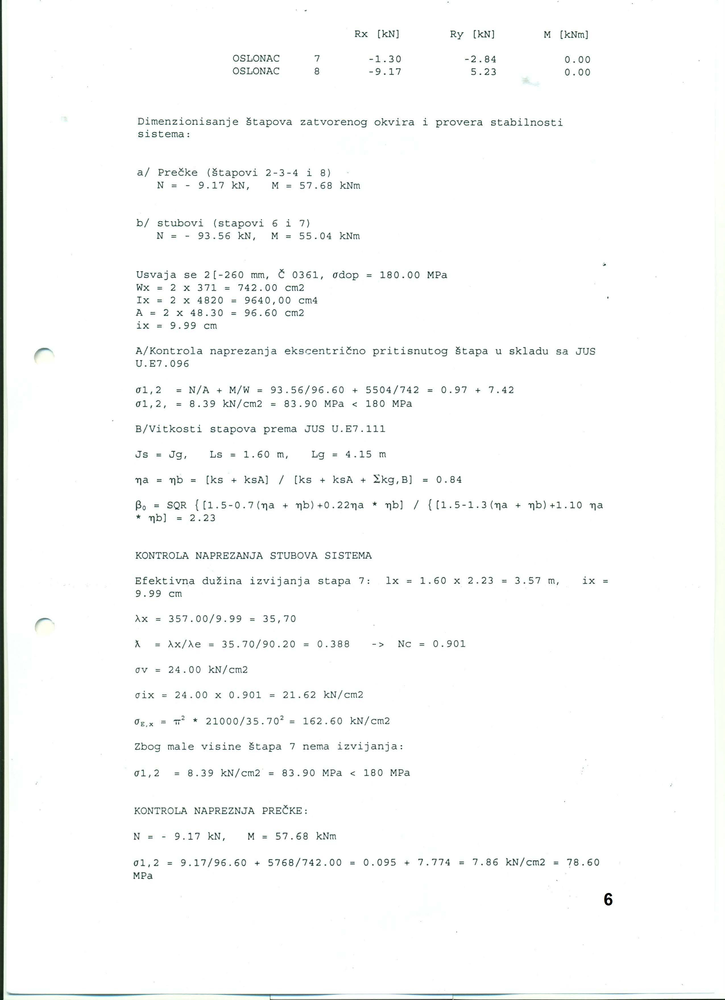 Rx [kN] Ry [kN] M [kNm]
OSLONAC 7 -1.30 -2.84 0.00
OSLONAC 8 -9.17 5.23 0.00
Dimenzionisanje štapova zatvorenog okvira i provera stabilnosti
sistema:
a/ Prečke (štapovi 2-3-4 i 8)
N = - 9.17 kN, M = 57.68 kNm
b/ stubovi (stapovi 6 i 7)
N = - 93.56 kN, M = 55.04 kNm
Usvaja se 2[-260 mm, Č 0361, σdop = 180.00 MPa
Wx = 2 x 371 = 742.00 cm2
Ix = 2 x 4820 = 9640,00 cm4
A = 2 x 48.30 = 96.60 cm2
ix = 9.99 cm
A/Kontrola naprezanja ekscentrično pritisnutog štapa u skladu sa JUS
U.E7.096
σ1,2 = N/A + M/W = 93.56/96.60 + 5504/742 = 0.97 + 7.42
σ1,2, = 8.39 kN/cm2 = 83.90 MPa < 180 MPa
B/Vitkosti stapova prema JUS U.E7.111
Js = Jg, Ls = 1.60 m, Lg = 4.15 m
ηa = ηb = [ks + ksA] / [ks + ksA + Σkg,B] = 0.84
β₀ = SQR {[1.5-0.7(ηa + ηb)+0.22ηa * ηb] / {[1.5-1.3(ηa + ηb)+1.10 ηa
* ηb] = 2.23
KONTROLA NAPREZANJA STUBOVA SISTEMA
Efektivna dužina izvijanja stapa 7: lx = 1.60 x 2.23 = 3.57 m, ix =
9.99 cm
λx = 357.00/9.99 = 35,70
ƛ = λx/λe = 35.70/90.20 = 0.388 -> Nc = 0.901
σv = 24.00 kN/cm2
σix = 24.00 x 0.901 = 21.62 kN/cm2
σE,x = π² * 21000/35.70² = 162.60 kN/cm2
Zbog male visine štapa 7 nema izvijanja:
σ1,2 = 8.39 kN/cm2 = 83.90 MPa < 180 MPa
KONTROLA NAPREZNJA PREČKE:
N = - 9.17 kN, M = 57.68 kNm
σ1,2 = 9.17/96.60 + 5768/742.00 = 0.095 + 7.774 = 7.86 kN/cm2 = 78.60
MPa
6